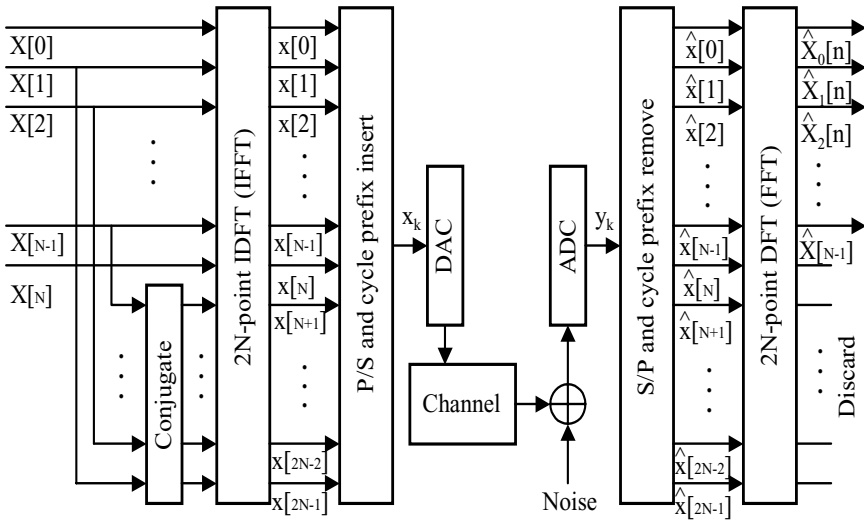 X[0]
X[1]
X[2]
X[N-1]
X[N]
Conjugate
2N-point IDFT (IFFT)
x[0]
x[1]
x[2]
x[N-1]
x[N]
x[N+1]
x[2N-2]
x[2N-1]
P/S and cycle prefix insert
x_k
DAC
Channel
Noise
ADC
y_k
S/P and cycle prefix remove
x̂[0]
x̂[1]
x̂[2]
x̂[N-1]
x̂[N]
x̂[N+1]
x̂[2N-2]
x̂[2N-1]
2N-point DFT (FFT)
X̂_0[n]
X̂_1[n]
X̂_2[n]
X̂[N-1]
Discard